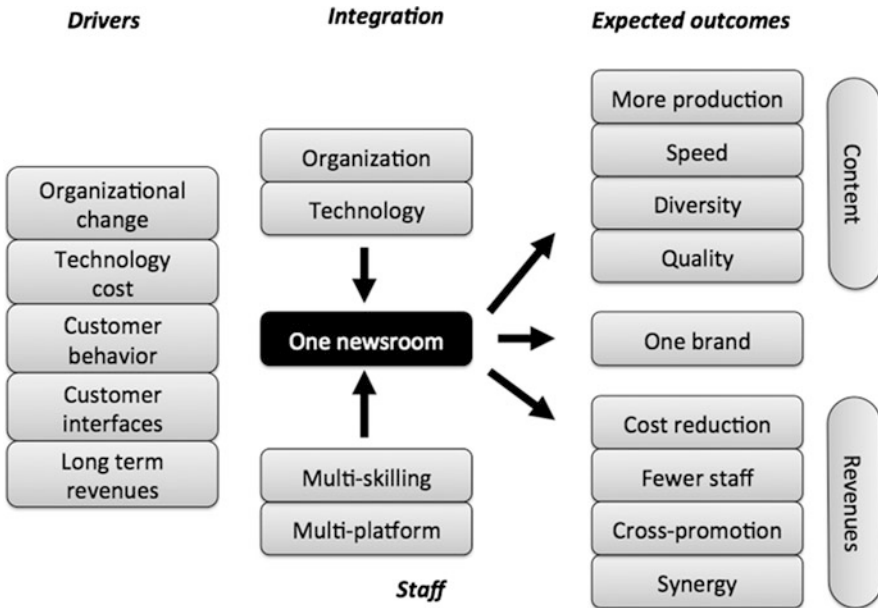 Drivers
Integration
Expected outcomes
Organizational
change
Technology
cost
Customer
behavior
Customer
interfaces
Long term
revenues
Organization
Technology
One newsroom
Multi-skilling
Multi-platform
Staff
More production
Speed
Diversity
Quality
Content
One brand
Cost reduction
Fewer staff
Cross-promotion
Synergy
Revenues